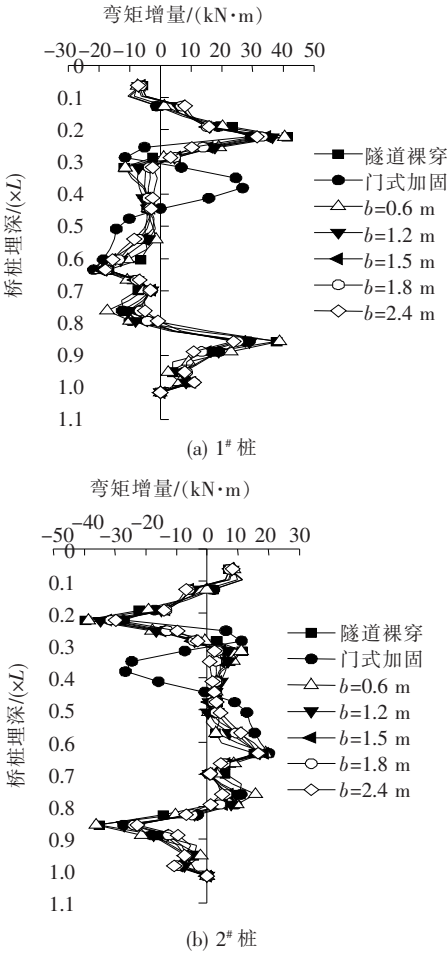 弯矩增量/(kN·m)
-30 -20 -10 0 10 20 30 40 50
0.1
0.2
0.3
0.4
0.5
0.6
0.7
0.8
0.9
1.0
1.1
桥桩埋深/(×L)
隧道裸穿
门式加固
b=0.6 m
b=1.2 m
b=1.5 m
b=1.8 m
b=2.4 m
(a) 1# 桩
弯矩增量/(kN·m)
-50 -40 -30 -20 -10 0 10 20 30
0
0.1
0.2
0.3
0.4
0.5
0.6
0.7
0.8
0.9
1.0
1.1
桥桩埋深/(×L)
隧道裸穿
门式加固
b=0.6 m
b=1.2 m
b=1.5 m
b=1.8 m
b=2.4 m
(b) 2# 桩